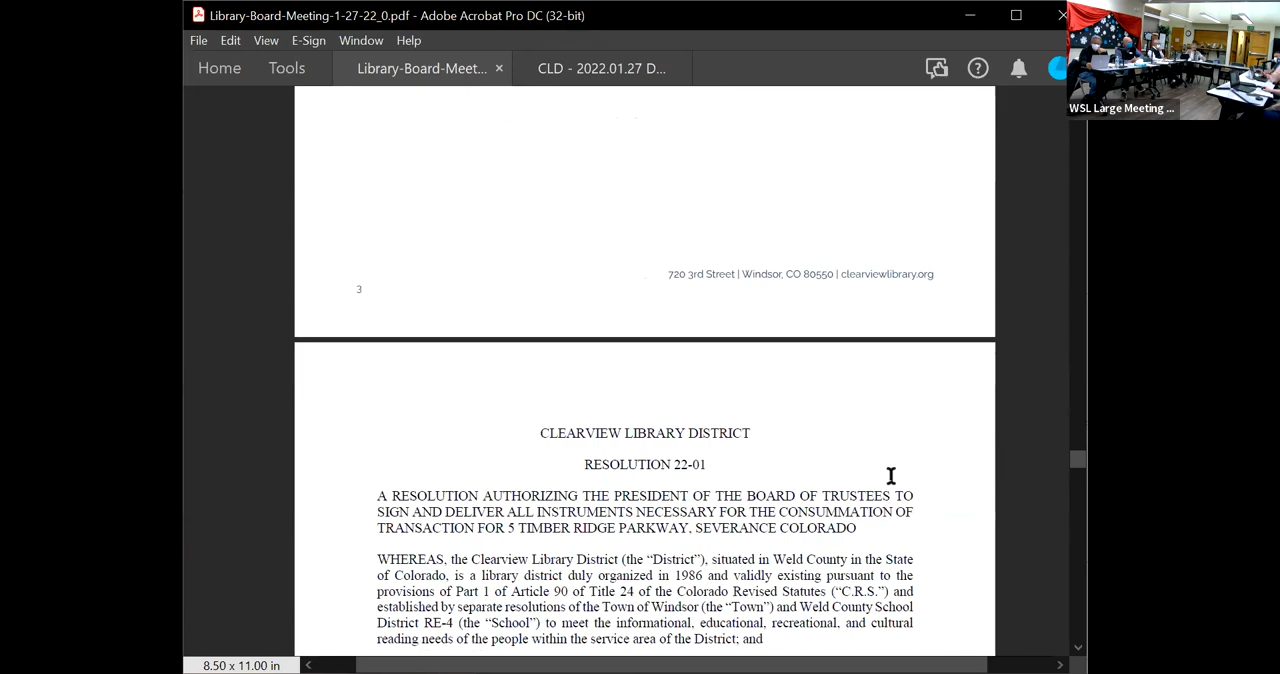 Library-Board-Meeting-1-27-22_0.pdf - Adobe Acrobat Pro DC (32-bit)
File Edit View E-Sign Window Help
Home Tools Library-Board-Meet... CLD - 2022.01.27 D...
WSL Large Meeting ...
720 3rd Street | Windsor, CO 80550 | clearviewlibrary.org
3
CLEARVIEW LIBRARY DISTRICT
RESOLUTION 22-01
A RESOLUTION AUTHORIZING THE PRESIDENT OF THE BOARD OF TRUSTEES TO
SIGN AND DELIVER ALL INSTRUMENTS NECESSARY FOR THE CONSUMMATION OF
TRANSACTION FOR 5 TIMBER RIDGE PARKWAY, SEVERANCE COLORADO
WHEREAS, the Clearview Library District (the “District”), situated in Weld County in the State
of Colorado, is a library district duly organized in 1986 and validly existing pursuant to the
provisions of Part 1 of Article 90 of Title 24 of the Colorado Revised Statutes (“C.R.S.”) and
established by separate resolutions of the Town of Windsor (the “Town”) and Weld County School
District RE-4 (the “School”) to meet the informational, educational, recreational, and cultural
reading needs of the people within the service area of the District; and
8.50 x 11.00 in